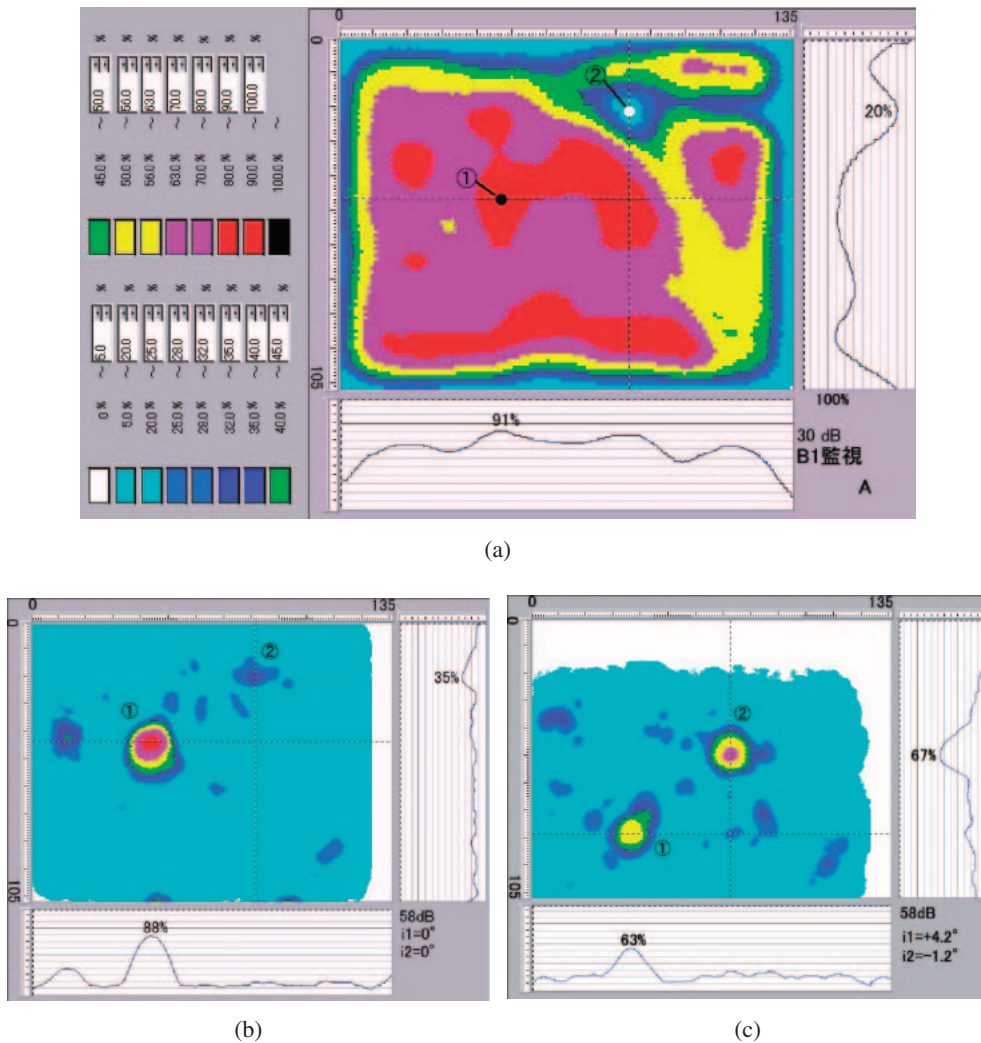 0 135
0
105
45.0 % ~ 50.0 %
50.0 % ~ 56.0 %
56.0 % ~ 63.0 %
63.0 % ~ 70.0 %
70.0 % ~ 80.0 %
80.0 % ~ 90.0 %
90.0 % ~ 100.0 %
100.0 % ~
0 % ~ 5.0 %
5.0 % ~ 20.0 %
20.0 % ~ 25.0 %
25.0 % ~ 28.0 %
28.0 % ~ 32.0 %
32.0 % ~ 35.0 %
35.0 % ~ 40.0 %
40.0 % ~ 45.0 %
②
①
20%
100%
91%
30 dB
B1監視
A
(a)
0 135
0
105
②
①
35%
88%
58dB
i1=0°
i2=0°
(b)
0 135
0
105
②
①
67%
63%
58dB
i1=+4.2°
i2=−1.2°
(c)